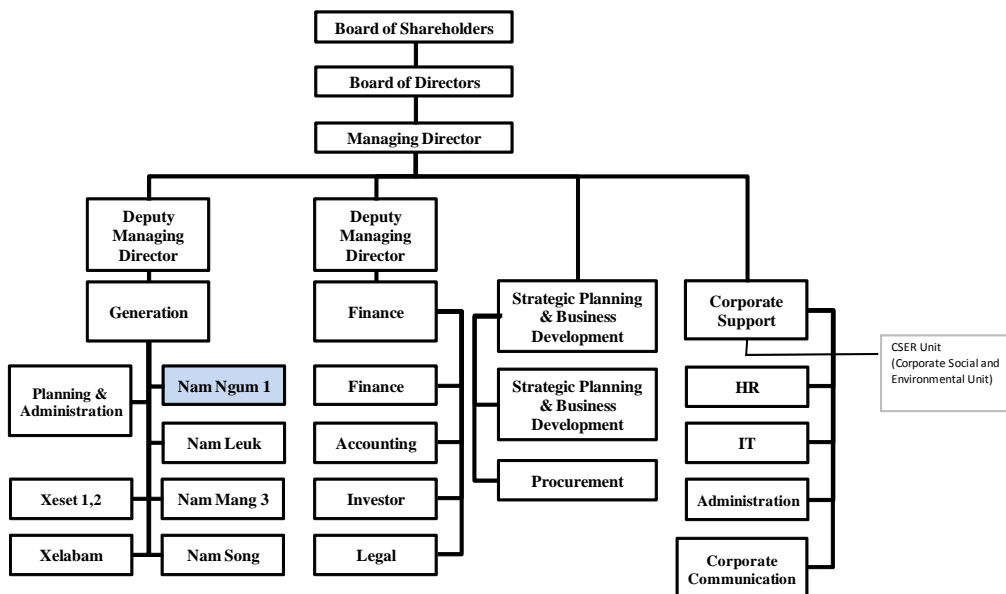 Board of Shareholders
Board of Directors
Managing Director
Deputy
Managing
Director
Deputy
Managing
Director
Generation
Finance
Strategic Planning
& Business
Development
Corporate
Support
CSER Unit
(Corporate Social and
Environmental Unit)
Planning &
Administration
Nam Ngum 1
Finance
Strategic Planning
& Business
Development
HR
Nam Leuk
Accounting
IT
Xeset 1,2
Nam Mang 3
Investor
Procurement
Administration
Xelabam
Nam Song
Legal
Corporate
Communication